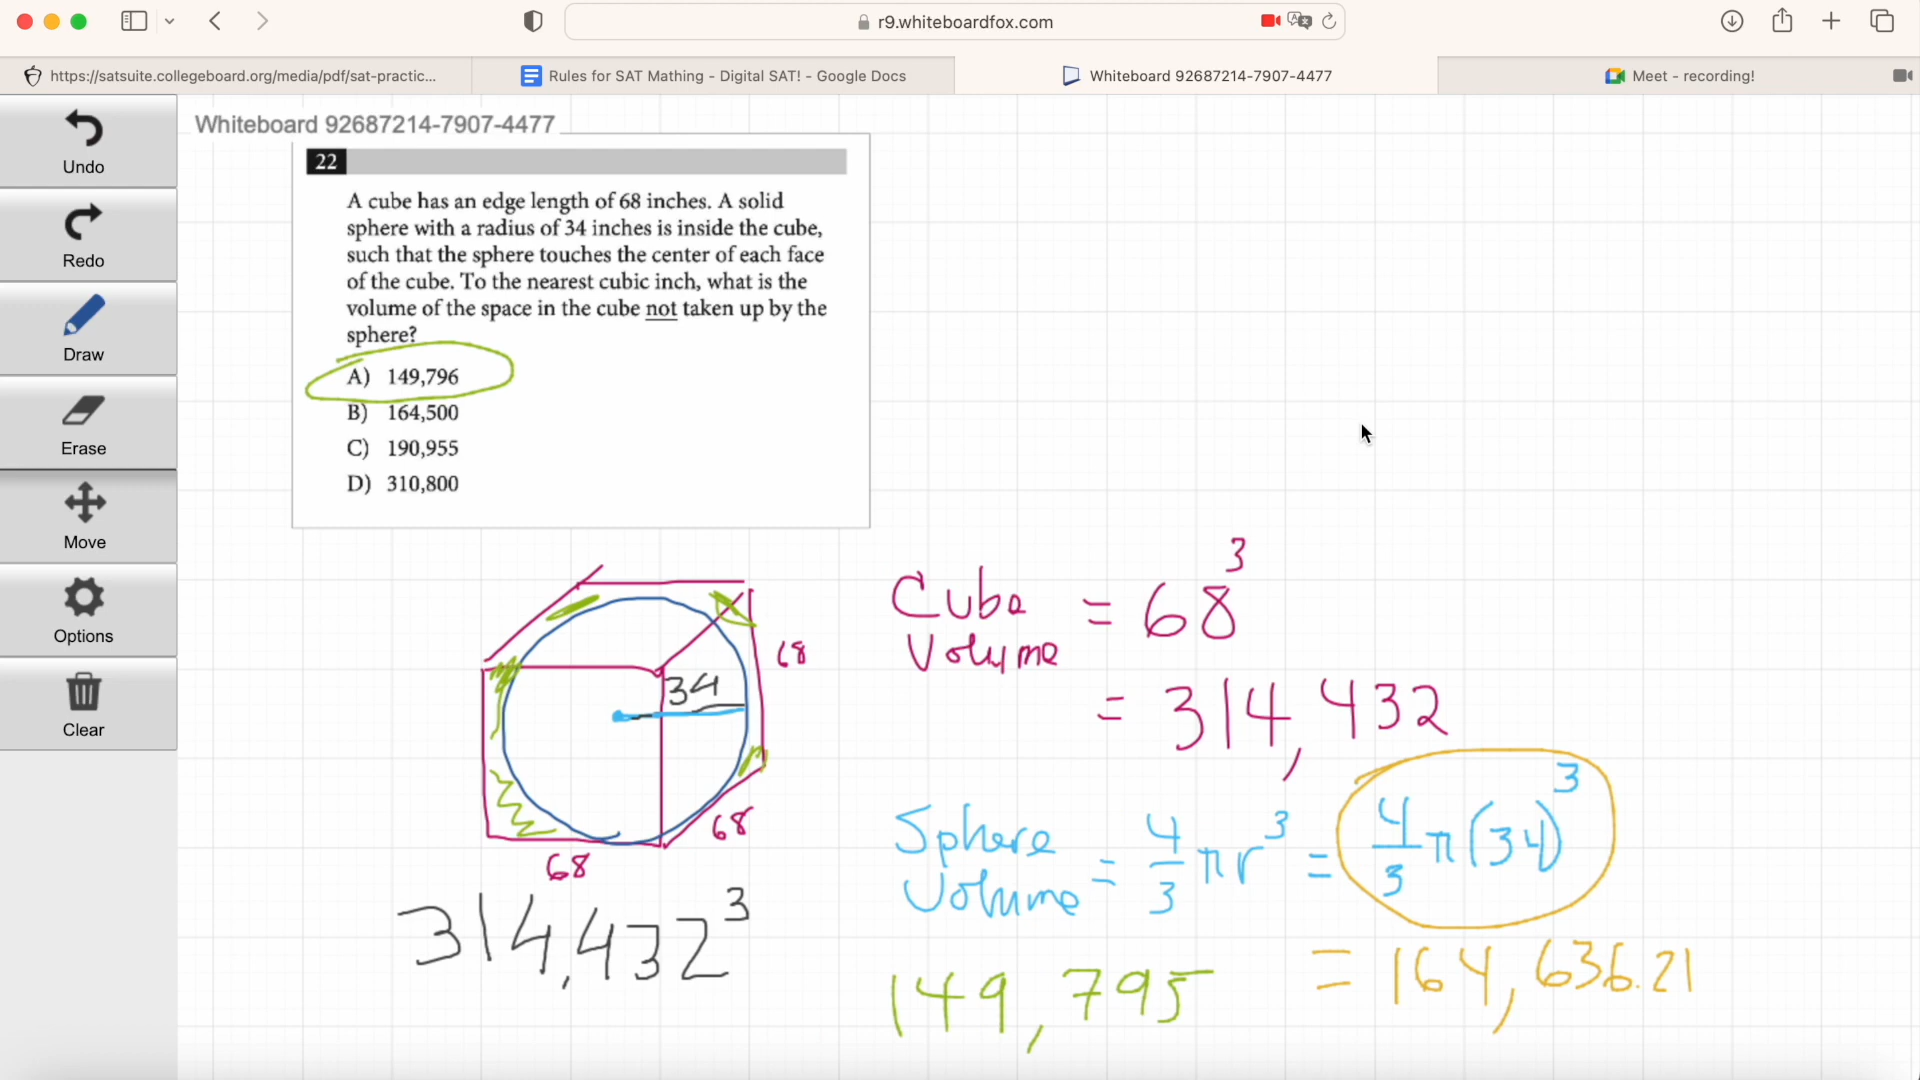 r9.whiteboardfox.com
https://satsuite.collegeboard.org/media/pdf/sat-practic...
Rules for SAT Mathing - Digital SAT! - Google Docs
Whiteboard 92687214-7907-4477
Meet - recording!
Undo
Redo
Draw
Erase
Move
Options
Clear
Whiteboard 92687214-7907-4477
22
A cube has an edge length of 68 inches. A solid
sphere with a radius of 34 inches is inside the cube,
such that the sphere touches the center of each face
of the cube. To the nearest cubic inch, what is the
volume of the space in the cube not taken up by the
sphere?
A) 149,796
B) 164,500
C) 190,955
D) 310,800
68
34
68
68
314,432³
Cube
Volume = 68³
= 314,432
Sphere
Volume = 4/3 πr³ = 4/3 π(34)³
= 164,636.21
149,795